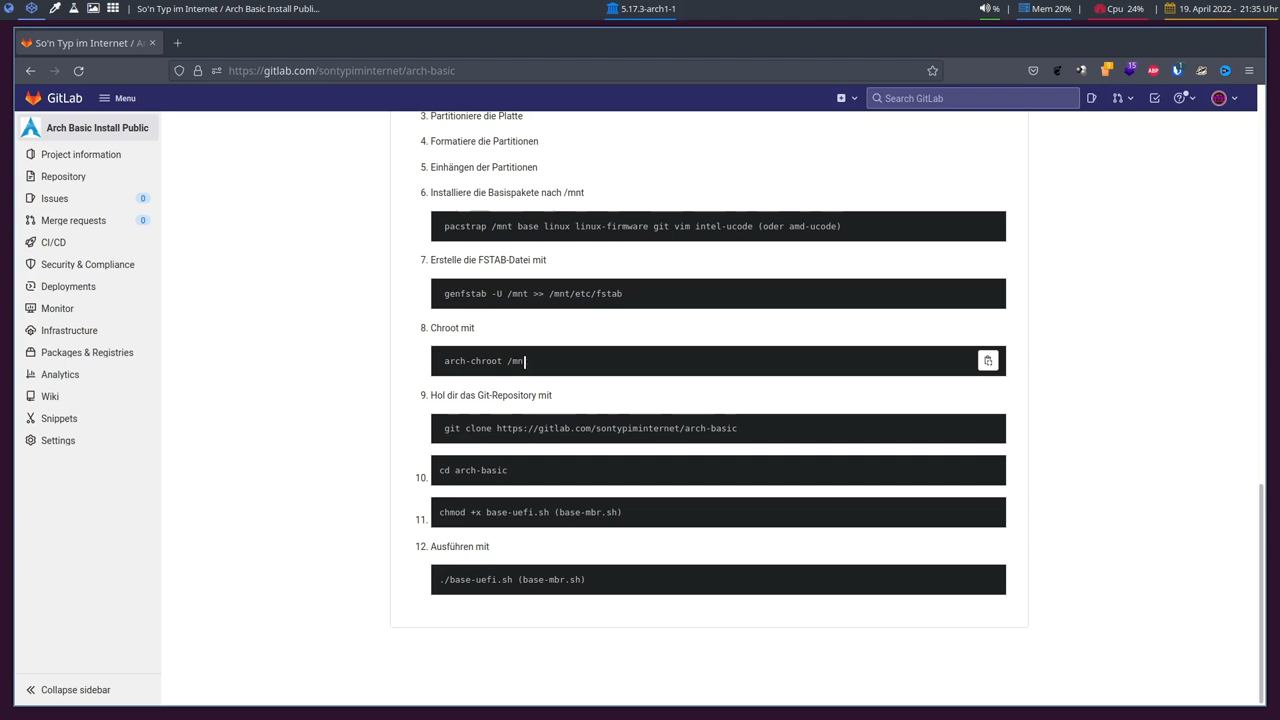 So'n Typ im Internet / Arch Basic Install Publi...
5.17.3-arch1-1
%
Mem 20%
Cpu 24%
19. April 2022 - 21:35 Uhr
So'n Typ im Internet / Ar
https://gitlab.com/sontypiminternet/arch-basic
15
ABP
GitLab
Menu
Search GitLab
Arch Basic Install Public
Project information
Repository
Issues 0
Merge requests 0
CI/CD
Security & Compliance
Deployments
Monitor
Infrastructure
Packages & Registries
Analytics
Wiki
Snippets
Settings
Collapse sidebar
3. Partitioniere die Platte
4. Formatiere die Partitionen
5. Einhängen der Partitionen
6. Installiere die Basispakete nach /mnt
pacstrap /mnt base linux linux-firmware git vim intel-ucode (oder amd-ucode)
7. Erstelle die FSTAB-Datei mit
genfstab -U /mnt >> /mnt/etc/fstab
8. Chroot mit
arch-chroot /mn
9. Hol dir das Git-Repository mit
git clone https://gitlab.com/sontypiminternet/arch-basic
10. cd arch-basic
11. chmod +x base-uefi.sh (base-mbr.sh)
12. Ausführen mit
./base-uefi.sh (base-mbr.sh)